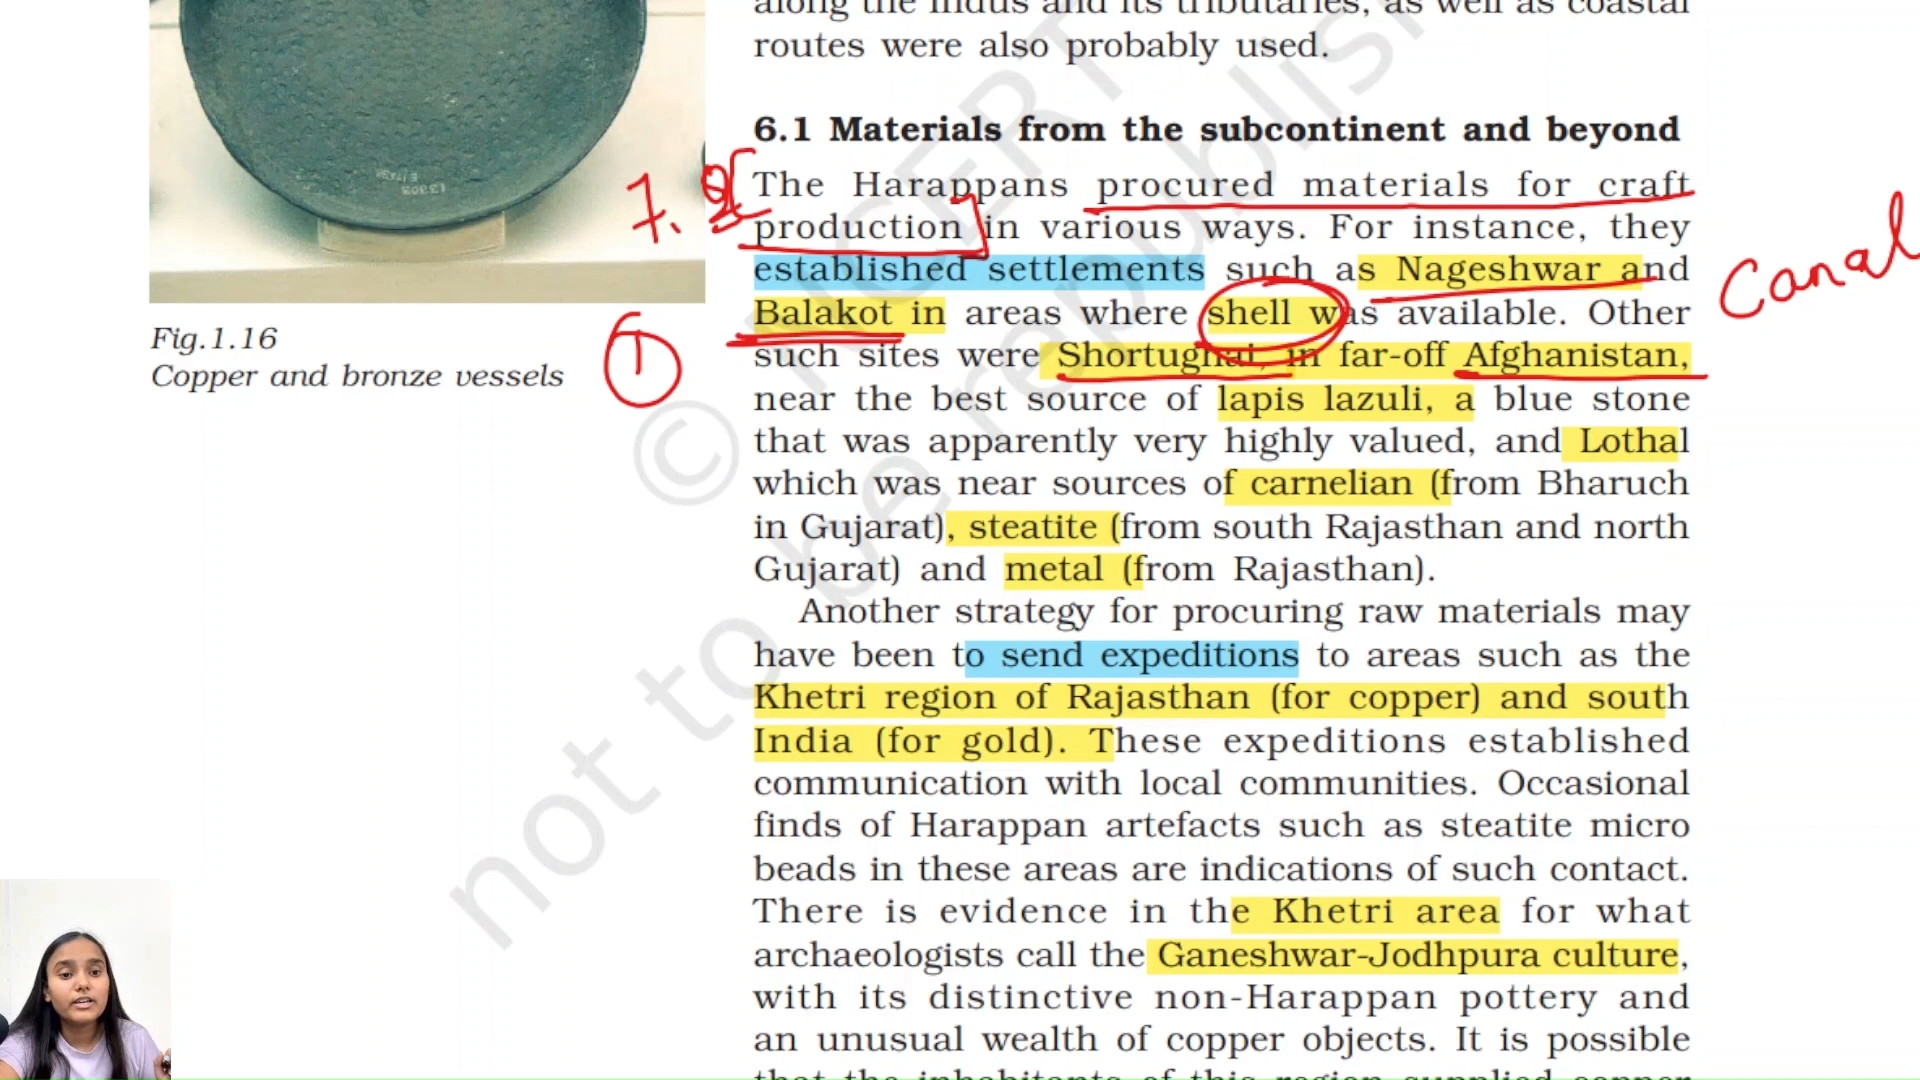 along the Indus and its tributaries, as well as coastal
routes were also probably used.
6.1 Materials from the subcontinent and beyond
The Harappans procured materials for craft
production in various ways. For instance, they
established settlements such as Nageshwar and
Balakot in areas where shell was available. Other
such sites were Shortughai, in far-off Afghanistan,
near the best source of lapis lazuli, a blue stone
that was apparently very highly valued, and Lothal
which was near sources of carnelian (from Bharuch
in Gujarat), steatite (from south Rajasthan and north
Gujarat) and metal (from Rajasthan).
Another strategy for procuring raw materials may
have been to send expeditions to areas such as the
Khetri region of Rajasthan (for copper) and south
India (for gold). These expeditions established
communication with local communities. Occasional
finds of Harappan artefacts such as steatite micro
beads in these areas are indications of such contact.
There is evidence in the Khetri area for what
archaeologists call the Ganeshwar-Jodhpura culture,
with its distinctive non-Harappan pottery and
an unusual wealth of copper objects. It is possible
that the inhabitants of this region supplied copper
Fig.1.16
Copper and bronze vessels
7.
1
Canal
© NCERT
not to be republish